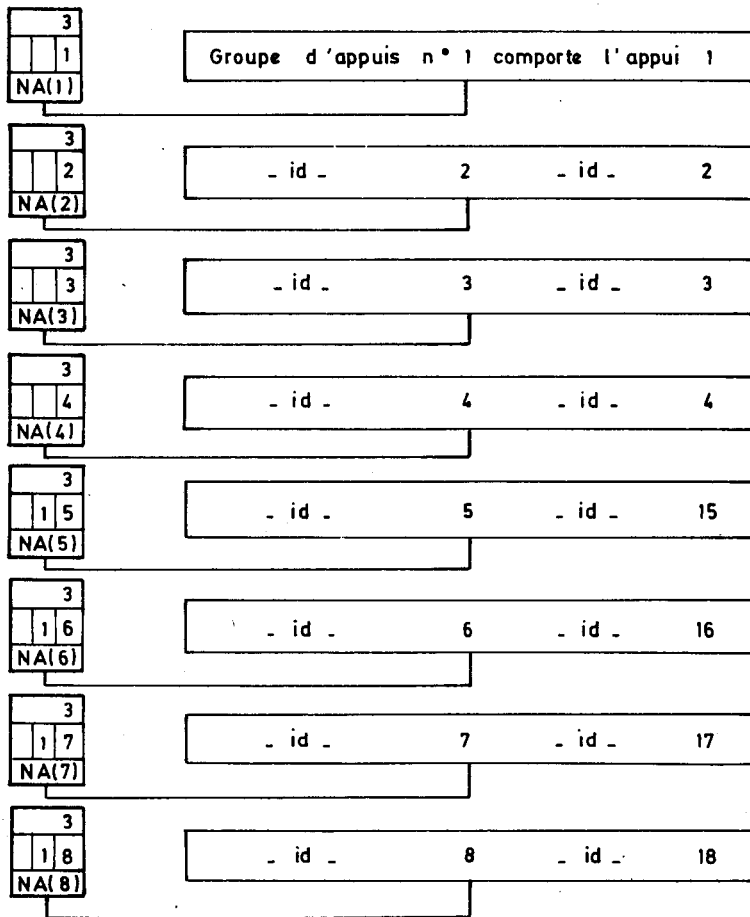 3
1
NA(1)
Groupe d'appuis n° 1 comporte l'appui 1
3
2
NA(2)
_ id _ 2 _ id _ 2
3
3
NA(3)
_ id _ 3 _ id _ 3
3
4
NA(4)
_ id _ 4 _ id _ 4
3
1 5
NA(5)
_ id _ 5 _ id _ 15
3
1 6
NA(6)
_ id _ 6 _ id _ 16
3
1 7
NA(7)
_ id _ 7 _ id _ 17
3
1 8
NA(8)
_ id _ 8 _ id _ 18